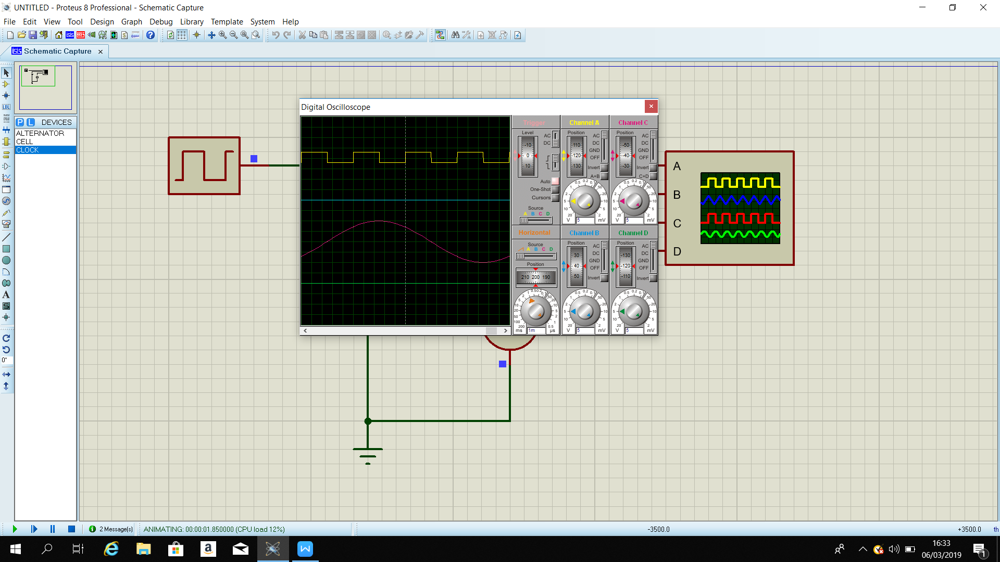 UNTITLED - Proteus 8 Professional - Schematic Capture
File Edit View Tool Design Graph Debug Library Template System Help
Schematic Capture
P L DEVICES
ALTERNATOR
CELL
CLOCK
LBL
A
S
0°
Digital Oscilloscope
Trigger Channel A Channel C
Level Position Position
AC
DC
-10
0
10
Auto
One-Shot
Cursors
Source
A B C D
-110
-120
-130
AC
DC
GND
OFF
Invert
A+B
V 5 mV
-50
-40
-30
AC
DC
GND
OFF
Invert
C+D
V 5 mV
Horizontal Channel B Channel D
Source
A B C D
Position
210 200 190
ms 1m µs
Position
30
40
50
AC
DC
GND
OFF
Invert
V 5 mV
Position
-130
-120
-110
AC
DC
GND
OFF
Invert
V 5 mV
A
B
C
D
2 Message(s) ANIMATING: 00:00:01.850000 (CPU load 12%) -3500.0 +3500.0 th
16:33
06/03/2019
1